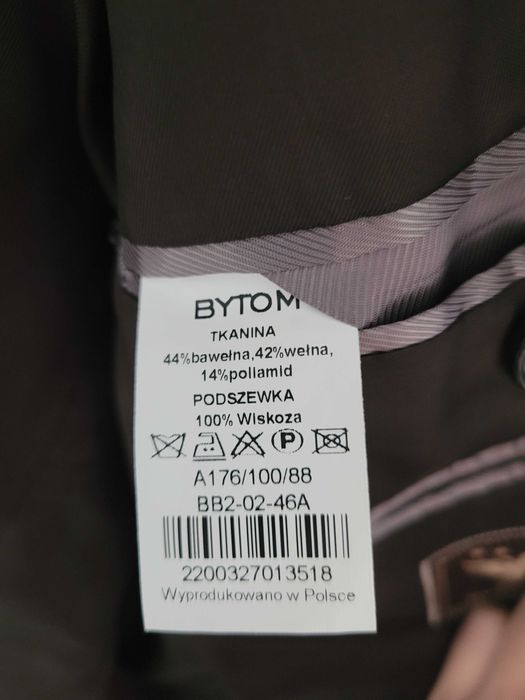 BYTOM
TKANINA
44%bawełna,42%wełna,
14%poliamid
PODSZEWKA
100% Wiskoza
P
A176/100/88
BB2-02-46A
2200327013518
Wyprodukowano w Polsce